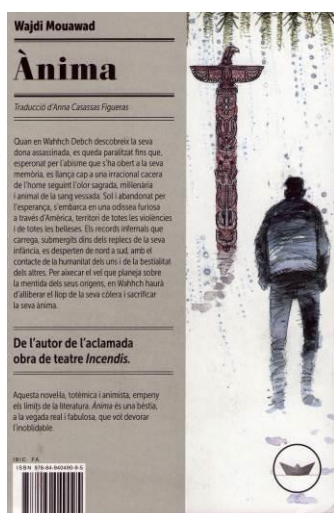 Wajdi Mouawad
Ànima
Traducció d'Anna Casassas Figueras
Quan en Wahhch Debch descobreix la seva
dona assassinada, es queda paralitzat fins que,
esperonat per l'abisme que s'ha obert a la seva
memòria, es llança cap a una irracional cacera
de l'home seguint l'olor sagrada, mil·lenària
i animal de la sang vessada. Sol i abandonat per
l'esperança, s'embarca en una odissea furiosa
a través d'Amèrica, territori de totes les violències
i de totes les belleses. Els records infernals que
carrega, submergits dins dels replecs de la seva
infància, es desperten de nord a sud, amb el
contacte de la humanitat dels uns i de la bestialitat
dels altres. Per aixecar el vel que planeja sobre
la mentida dels seus orígens, en Wahhch haurà
d'alliberar el llop de la seva còlera i sacrificar
la seva ànima.
De l'autor de l'aclamada
obra de teatre Incendis.
Aquesta novel·la, totèmica i animista, empeny
els límits de la literatura. Ànima és una bèstia,
a la vegada real i fabulosa, que vol devorar
l'inoblidable.
IBIC FA
ISBN 978-84-940490-9-5